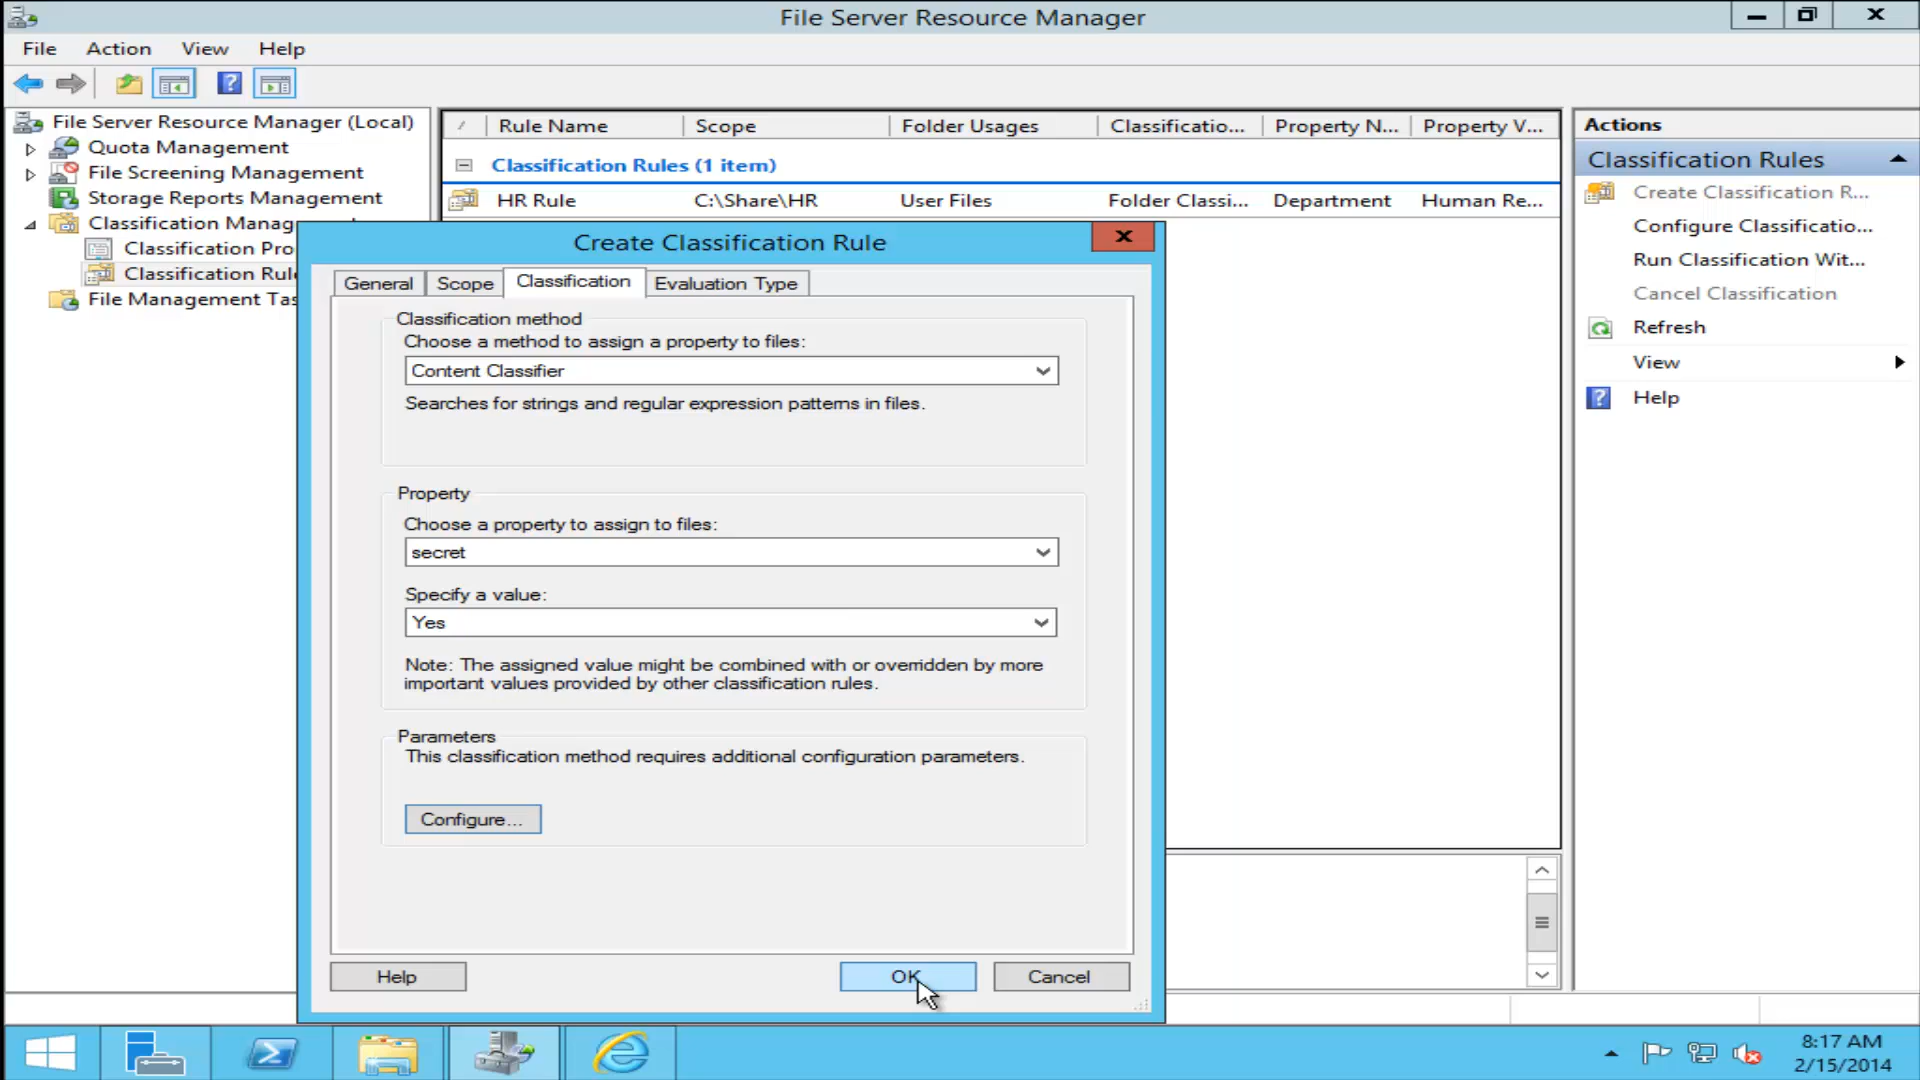 File Server Resource Manager
File Action View Help
File Server Resource Manager (Local)
Quota Management
File Screening Management
Storage Reports Management
Classification Manag
Classification Pro
Classification Rul
File Management Tas
Rule Name Scope Folder Usages Classificatio... Property N... Property V...
Classification Rules (1 item)
HR Rule C:\Share\HR User Files Folder Classi... Department Human Re...
Actions
Classification Rules
Create Classification R...
Configure Classificatio...
Run Classification Wit...
Cancel Classification
Refresh
View
Help
Create Classification Rule
General Scope Classification Evaluation Type
Classification method
Choose a method to assign a property to files:
Content Classifier
Searches for strings and regular expression patterns in files.
Property
Choose a property to assign to files:
secret
Specify a value:
Yes
Note: The assigned value might be combined with or overridden by more
important values provided by other classification rules.
Parameters
This classification method requires additional configuration parameters.
Configure...
Help OK Cancel
8:17 AM
2/15/2014